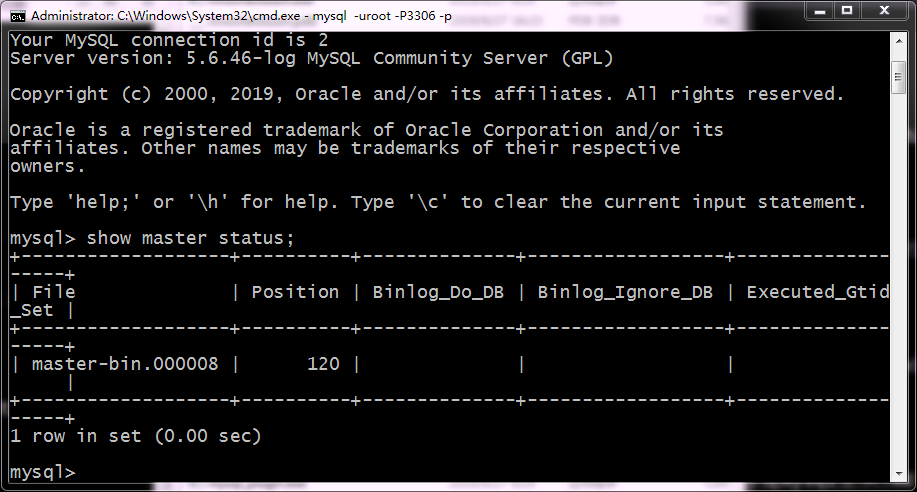 Administrator: C:\Windows\System32\cmd.exe - mysql  -uroot -P3306 -p
Your MySQL connection id is 2
Server version: 5.6.46-log MySQL Community Server (GPL)
Copyright (c) 2000, 2019, Oracle and/or its affiliates. All rights reserved.
Oracle is a registered trademark of Oracle Corporation and/or its
affiliates. Other names may be trademarks of their respective
owners.
Type 'help;' or '\h' for help. Type '\c' to clear the current input statement.
mysql> show master status;
+-------------------+----------+--------------+------------------+--------------
-----+
| File              | Position | Binlog_Do_DB | Binlog_Ignore_DB | Executed_Gtid
_Set |
+-------------------+----------+--------------+------------------+--------------
-----+
| master-bin.000008 |      120 |              |                  |
     |
+-------------------+----------+--------------+------------------+--------------
-----+
1 row in set (0.00 sec)
mysql>